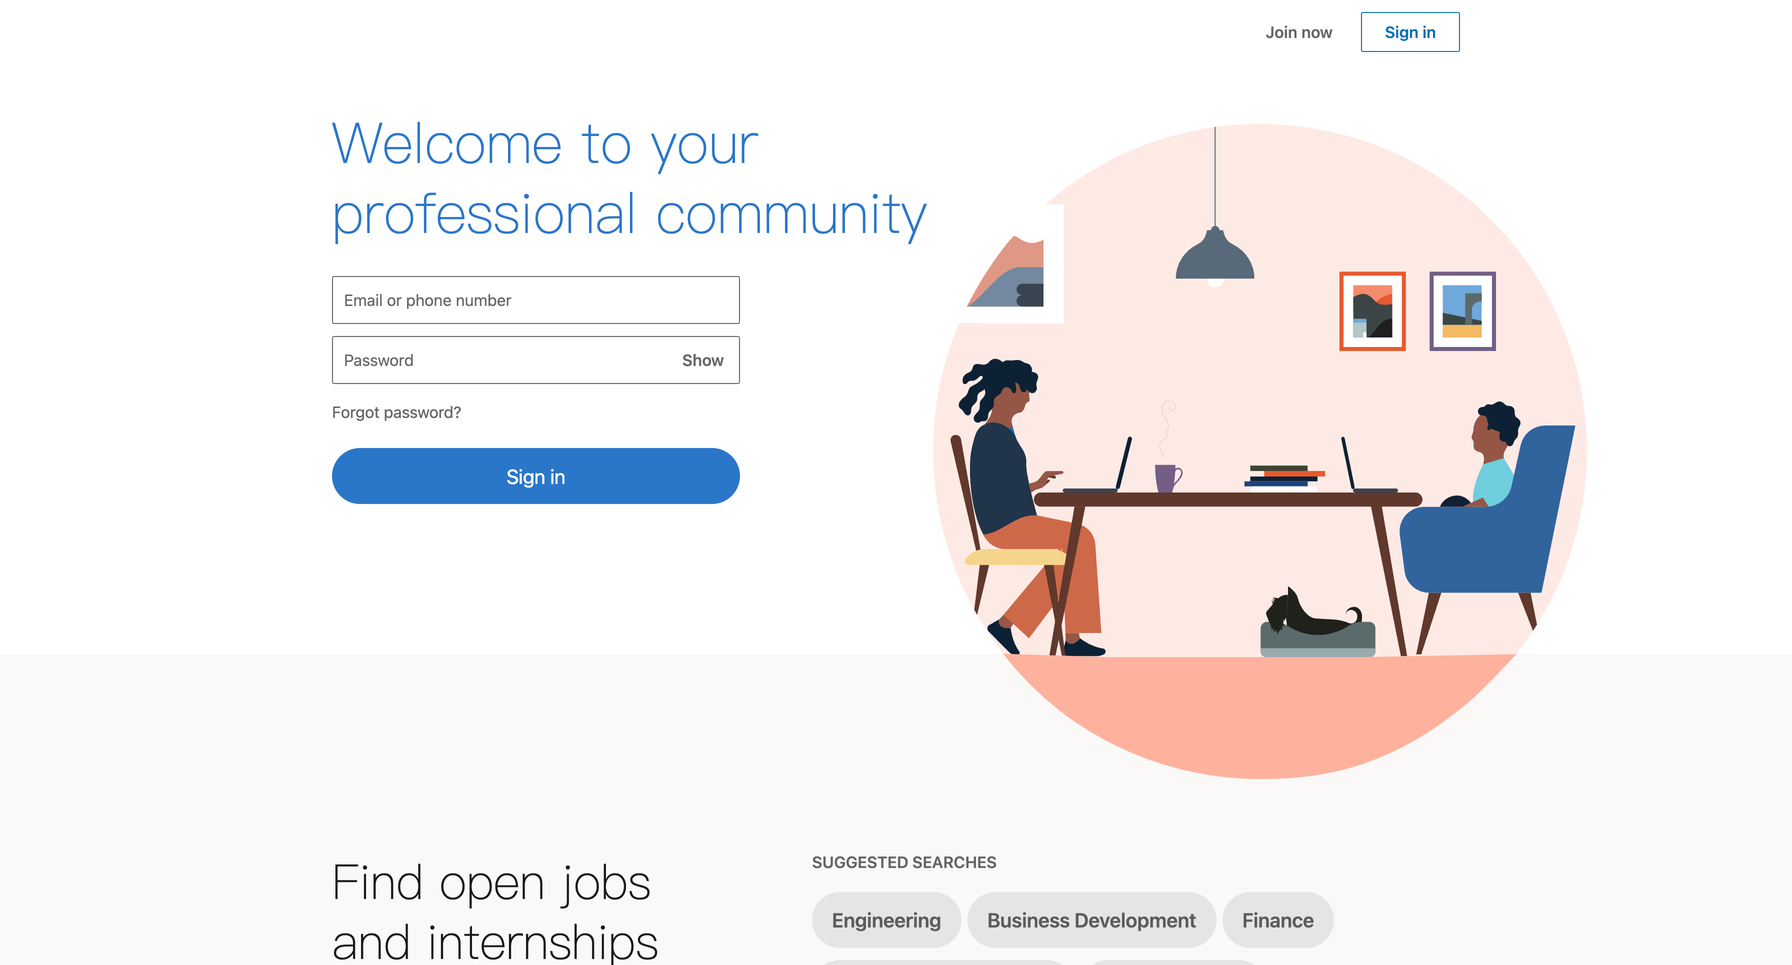 Join now
Sign in
Welcome to your
professional community
Email or phone number
Password
Show
Forgot password?
Sign in
Find open jobs
and internships
SUGGESTED SEARCHES
Engineering
Business Development
Finance